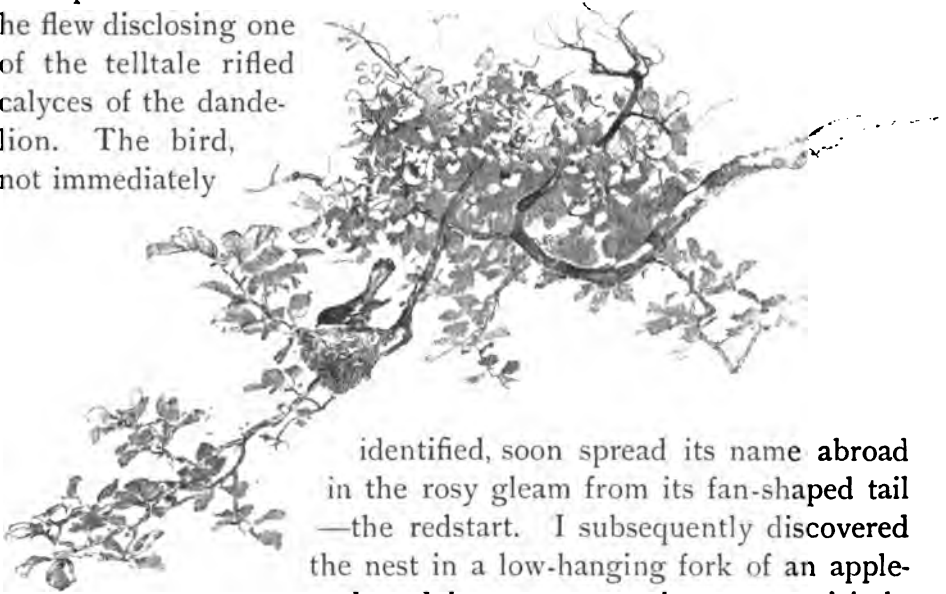 he flew disclosing one
of the telltale rifled
calyces of the dande-
lion. The bird,
not immediately
identified, soon spread its name abroad
in the rosy gleam from its fan-shaped tail
—the redstart. I subsequently discovered
the nest in a low-hanging fork of an apple-